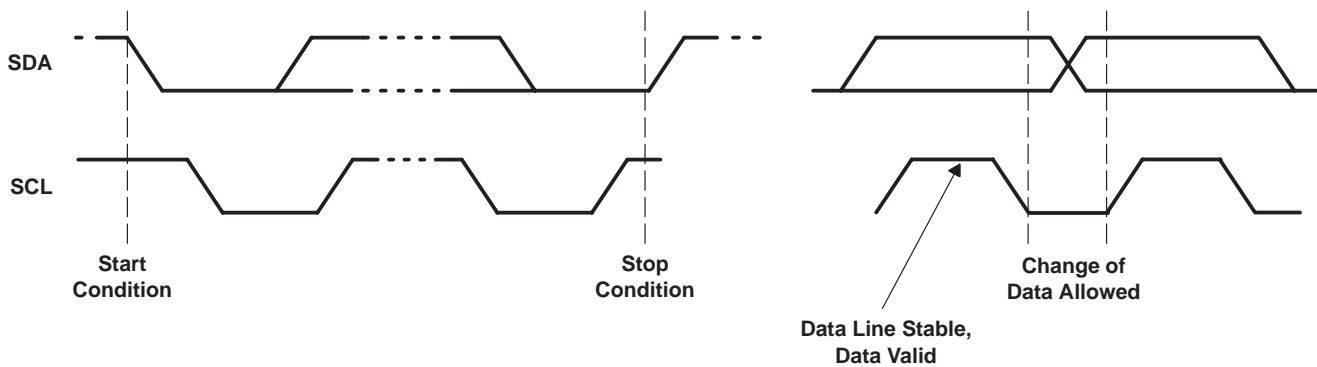 SDA
SCL
Start
Condition
Stop
Condition
Change of
Data Allowed
Data Line Stable,
Data Valid